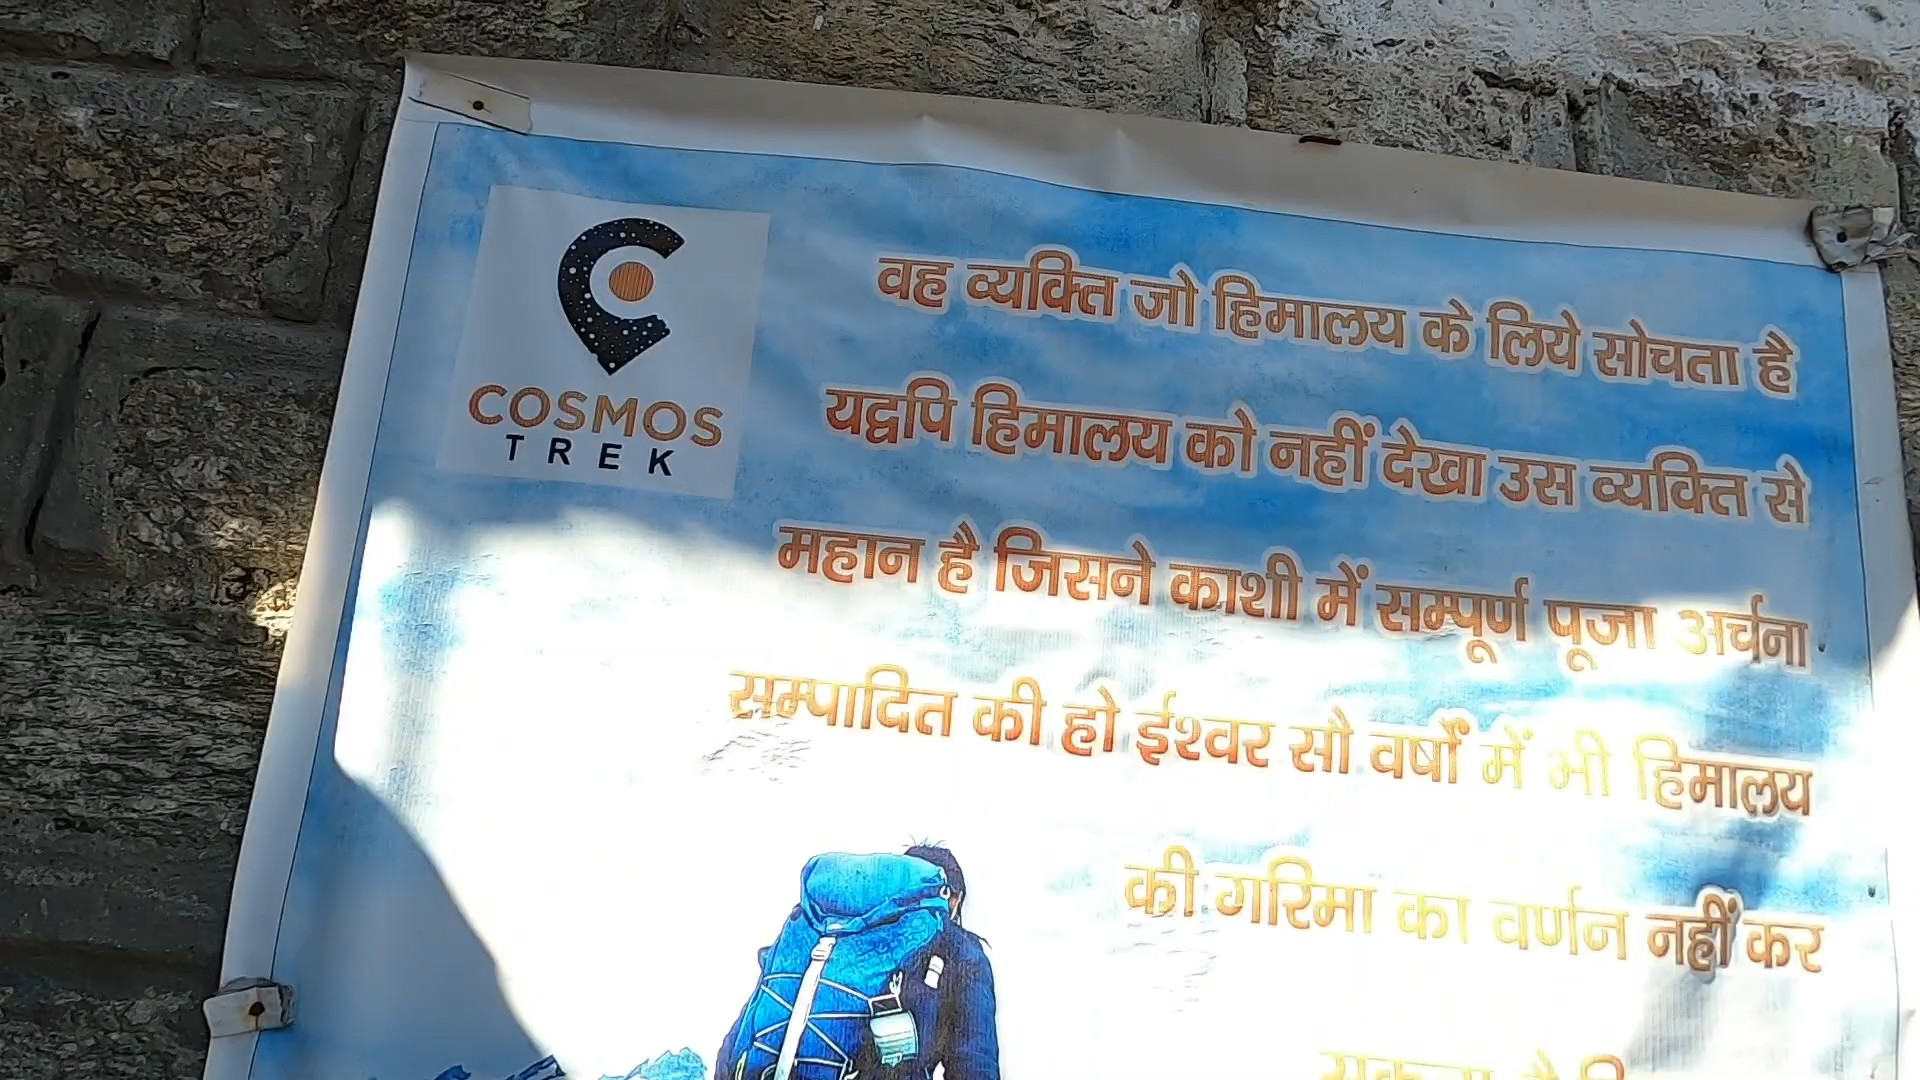 COSMOS
TREK
वह व्यक्ति जो हिमालय के लिये सोचता है
यद्वपि हिमालय को नहीं देखा उस व्यक्ति से
महान है जिसने काशी में सम्पूर्ण पूजा अर्चना
सम्पादित की हो ईश्वर सौ वर्षों में भी हिमालय
की गरिमा का वर्णन नहीं कर